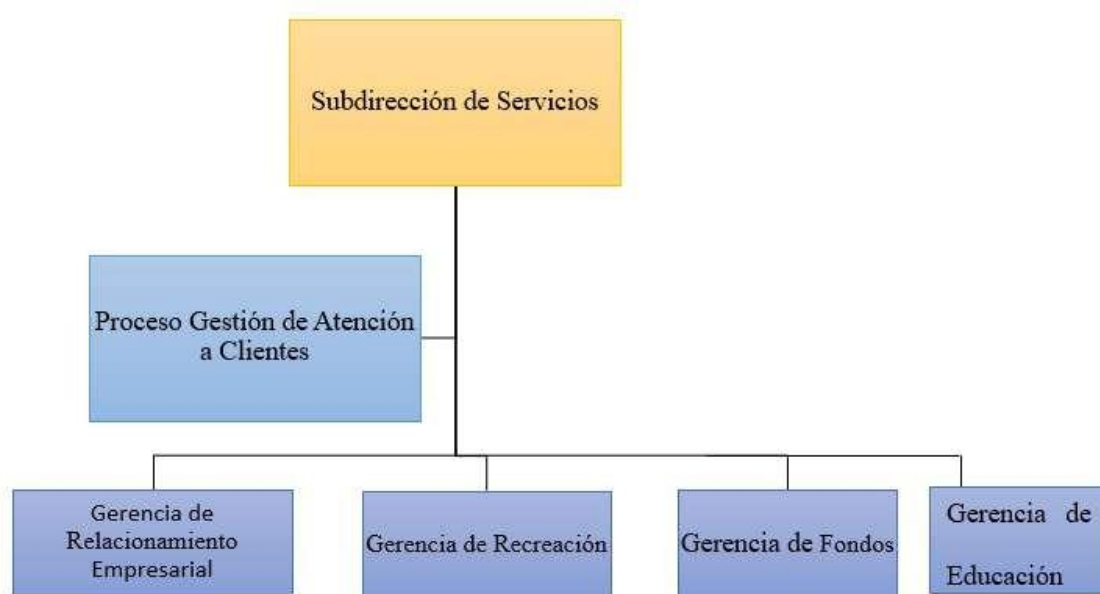 Subdirección de Servicios
Proceso Gestión de Atención
a Clientes
Gerencia de
Relacionamiento
Empresarial
Gerencia de Recreación
Gerencia de Fondos
Gerencia de
Educación